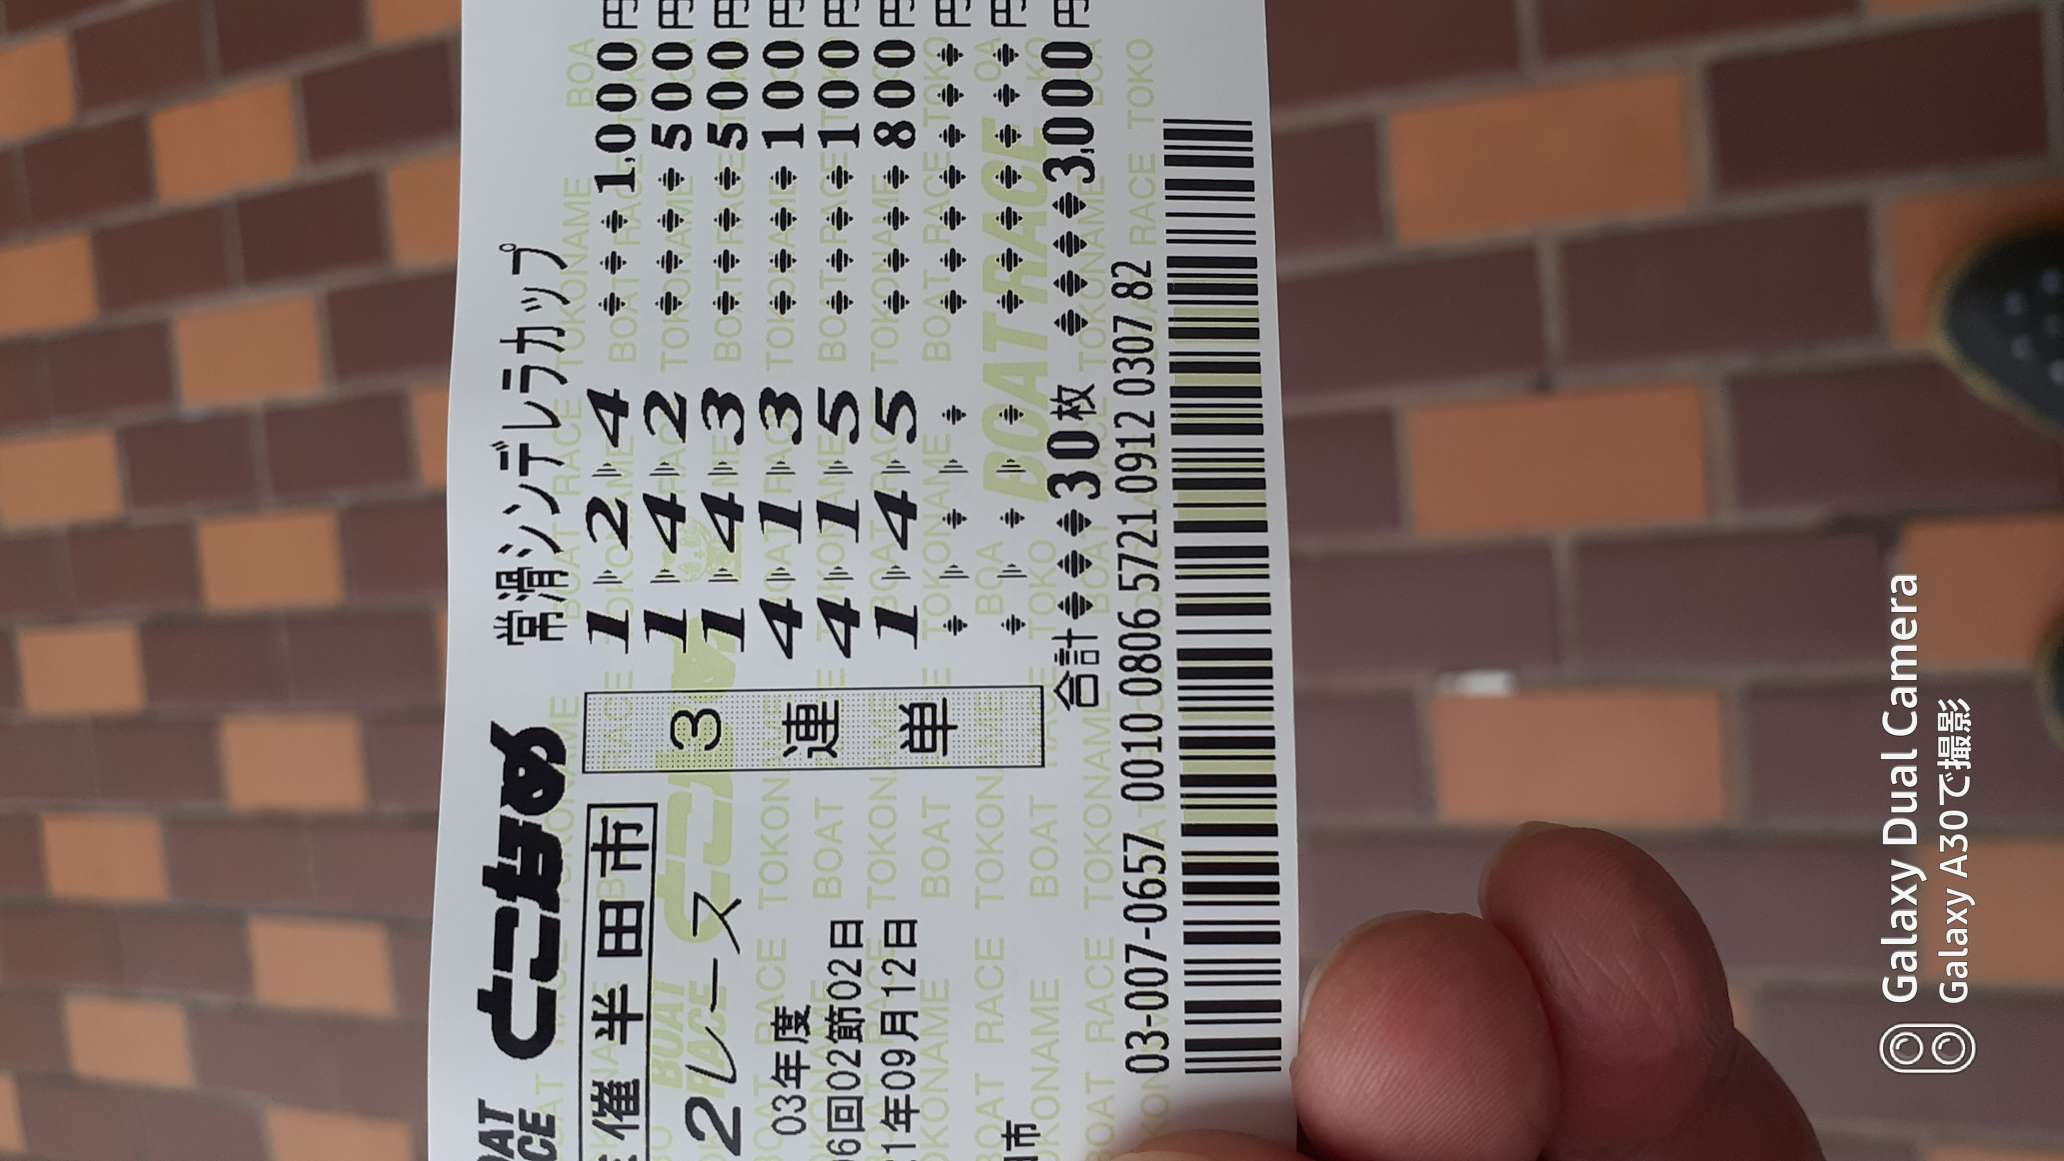 とこなめ 常滑シンデレラカップ
催 半田市
2レース
03年度
6回02節02日
1年09月12日
市
3連単
1 2 4 1,000円
1 4 2 500円
1 4 3 500円
4 1 3 100円
4 1 5 100円
1 4 5 800円
円
円
合計 30枚 3,000円
03-007-0657 0010 0806 5721 0912 0307 82
BOAT RACE
TOKONAME
Galaxy Dual Camera
Galaxy A30で撮影